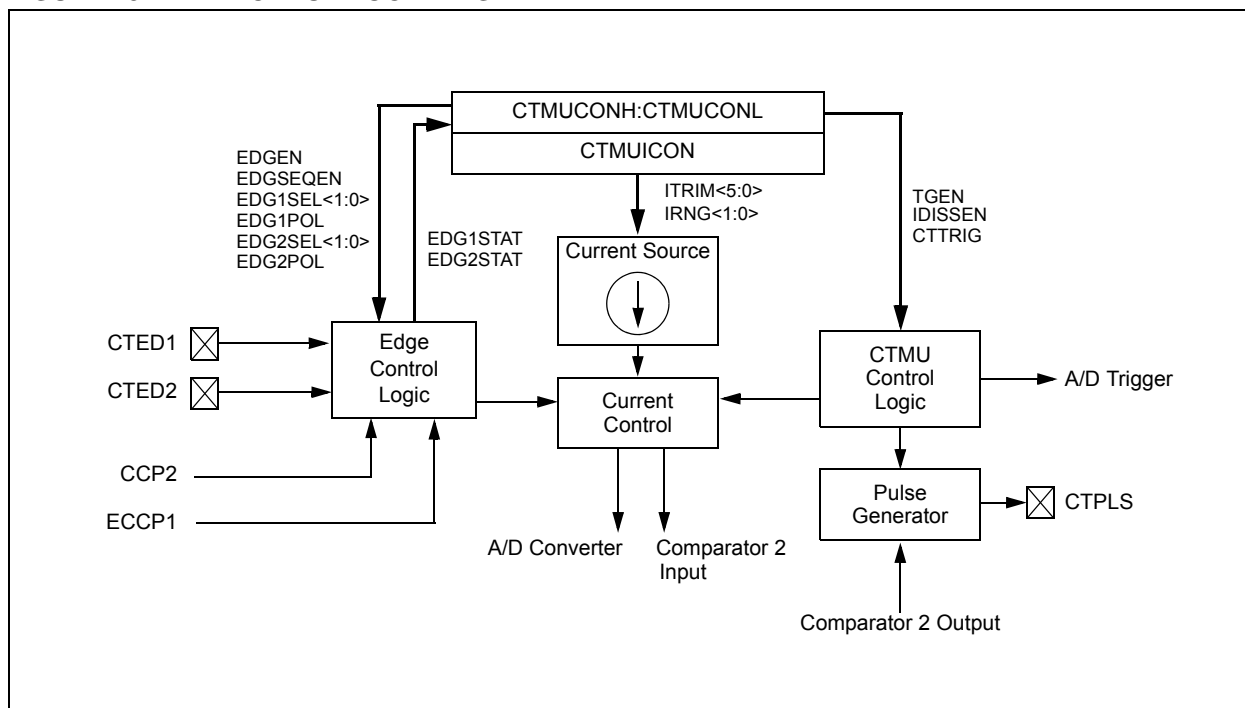 CTMUCONH:CTMUCONL
CTMUICON
EDGEN
EDGSEQEN
EDG1SEL<1:0>
EDG1POL
EDG2SEL<1:0>
EDG2POL
EDG1STAT
EDG2STAT
ITRIM<5:0>
IRNG<1:0>
TGEN
IDISSEN
CTTRIG
Current Source
CTED1
CTED2
Edge
Control
Logic
Current
Control
CTMU
Control
Logic
A/D Trigger
CCP2
ECCP1
Pulse
Generator
CTPLS
A/D Converter
Comparator 2
Input
Comparator 2 Output